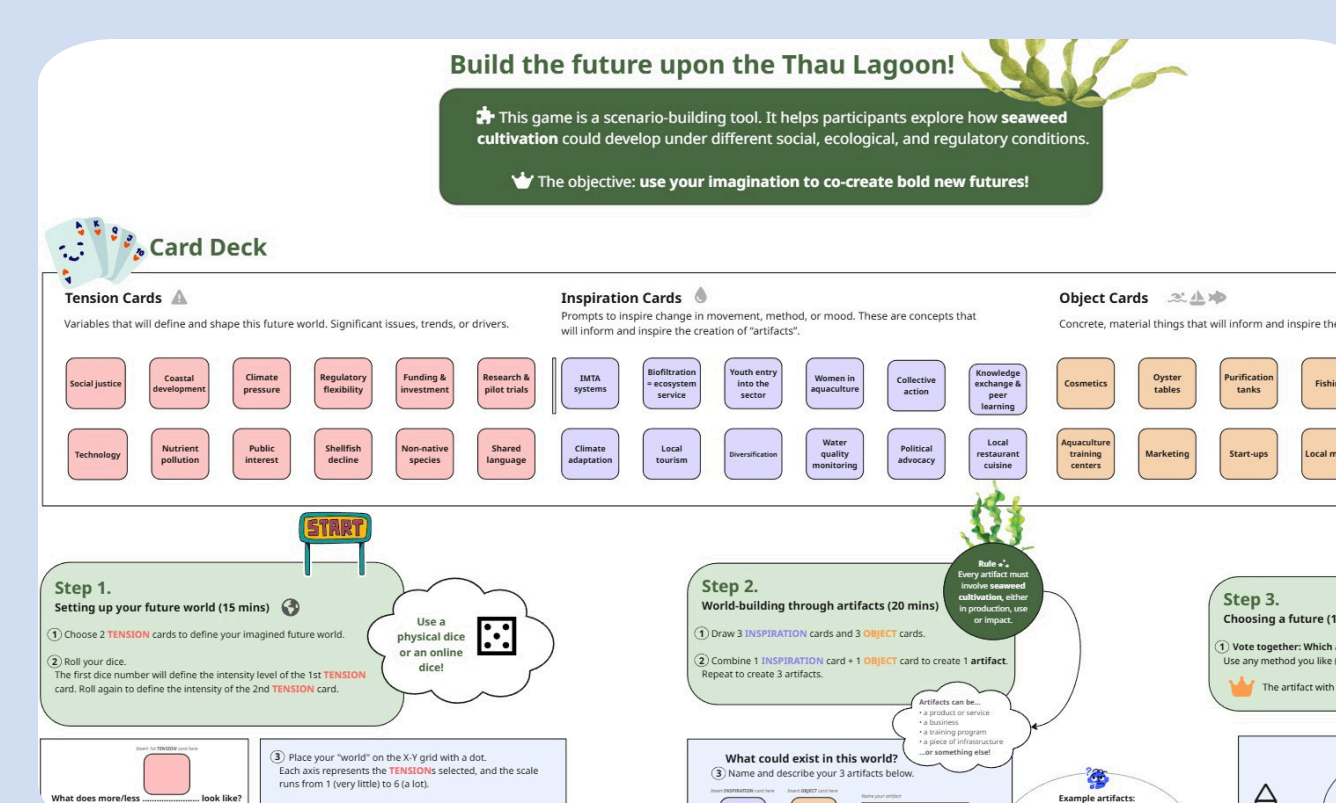 Build the future upon the Thau Lagoon!
This game is a scenario-building tool. It helps participants explore how seaweed
cultivation could develop under different social, ecological, and regulatory conditions.
The objective: use your imagination to co-create bold new futures!
Card Deck
Tension Cards
Variables that will define and shape this future world. Significant issues, trends, or drivers.
Social justice
Coastal
development
Climate
pressure
Regulatory
flexibility
Funding &
investment
Research &
pilot trials
Technology
Nutrient
pollution
Public
interest
Shellfish
decline
Non-native
species
Shared
language
Inspiration Cards
Prompts to inspire change in movement, method, or mood. These are concepts that
will inform and inspire the creation of "artifacts".
IMTA
systems
Biofiltration
= ecosystem
service
Youth entry
into the
sector
Women in
aquaculture
Collective
action
Knowledge
exchange &
peer
learning
Climate
adaptation
Local
tourism
Diversification
Water
quality
monitoring
Political
advocacy
Local
restaurant
cuisine
Object Cards
Concrete, material things that will inform and inspire the
Cosmetics
Oyster
tables
Purification
tanks
Aquaculture
training
centers
Marketing
Start-ups
Local
START
Step 1.
Setting up your future world (15 mins)
1 Choose 2 TENSION cards to define your imagined future world.
2 Roll your dice.
The first dice number will define the intensity level of the 1st TENSION
card. Roll again to define the intensity of the 2nd TENSION card.
Use a
physical dice
or an online
dice!
Insert 1st TENSION card here
What does more/less ........................ look like?
3 Place your "world" on the X-Y grid with a dot.
Each axis represents the TENSIONs selected, and the scale
runs from 1 (very little) to 6 (a lot).
Step 2.
World-building through artifacts (20 mins)
1 Draw 3 INSPIRATION cards and 3 OBJECT cards.
2 Combine 1 INSPIRATION card + 1 OBJECT card to create 1 artifact.
Repeat to create 3 artifacts.
Rule
Every artifact must
involve seaweed
cultivation, either
in production, use
or impact.
Artifacts can be...
• a product or service
• a business
• a training program
• a piece of infrastructure
...or something else!
What could exist in this world?
3 Name and describe your 3 artifacts below.
Insert INSPIRATION card here
Insert OBJECT card here
Name your artifact
Example artifacts:
Step 3.
Choosing a future (1
1 Vote together: Which
Use any method you like
The artifact with